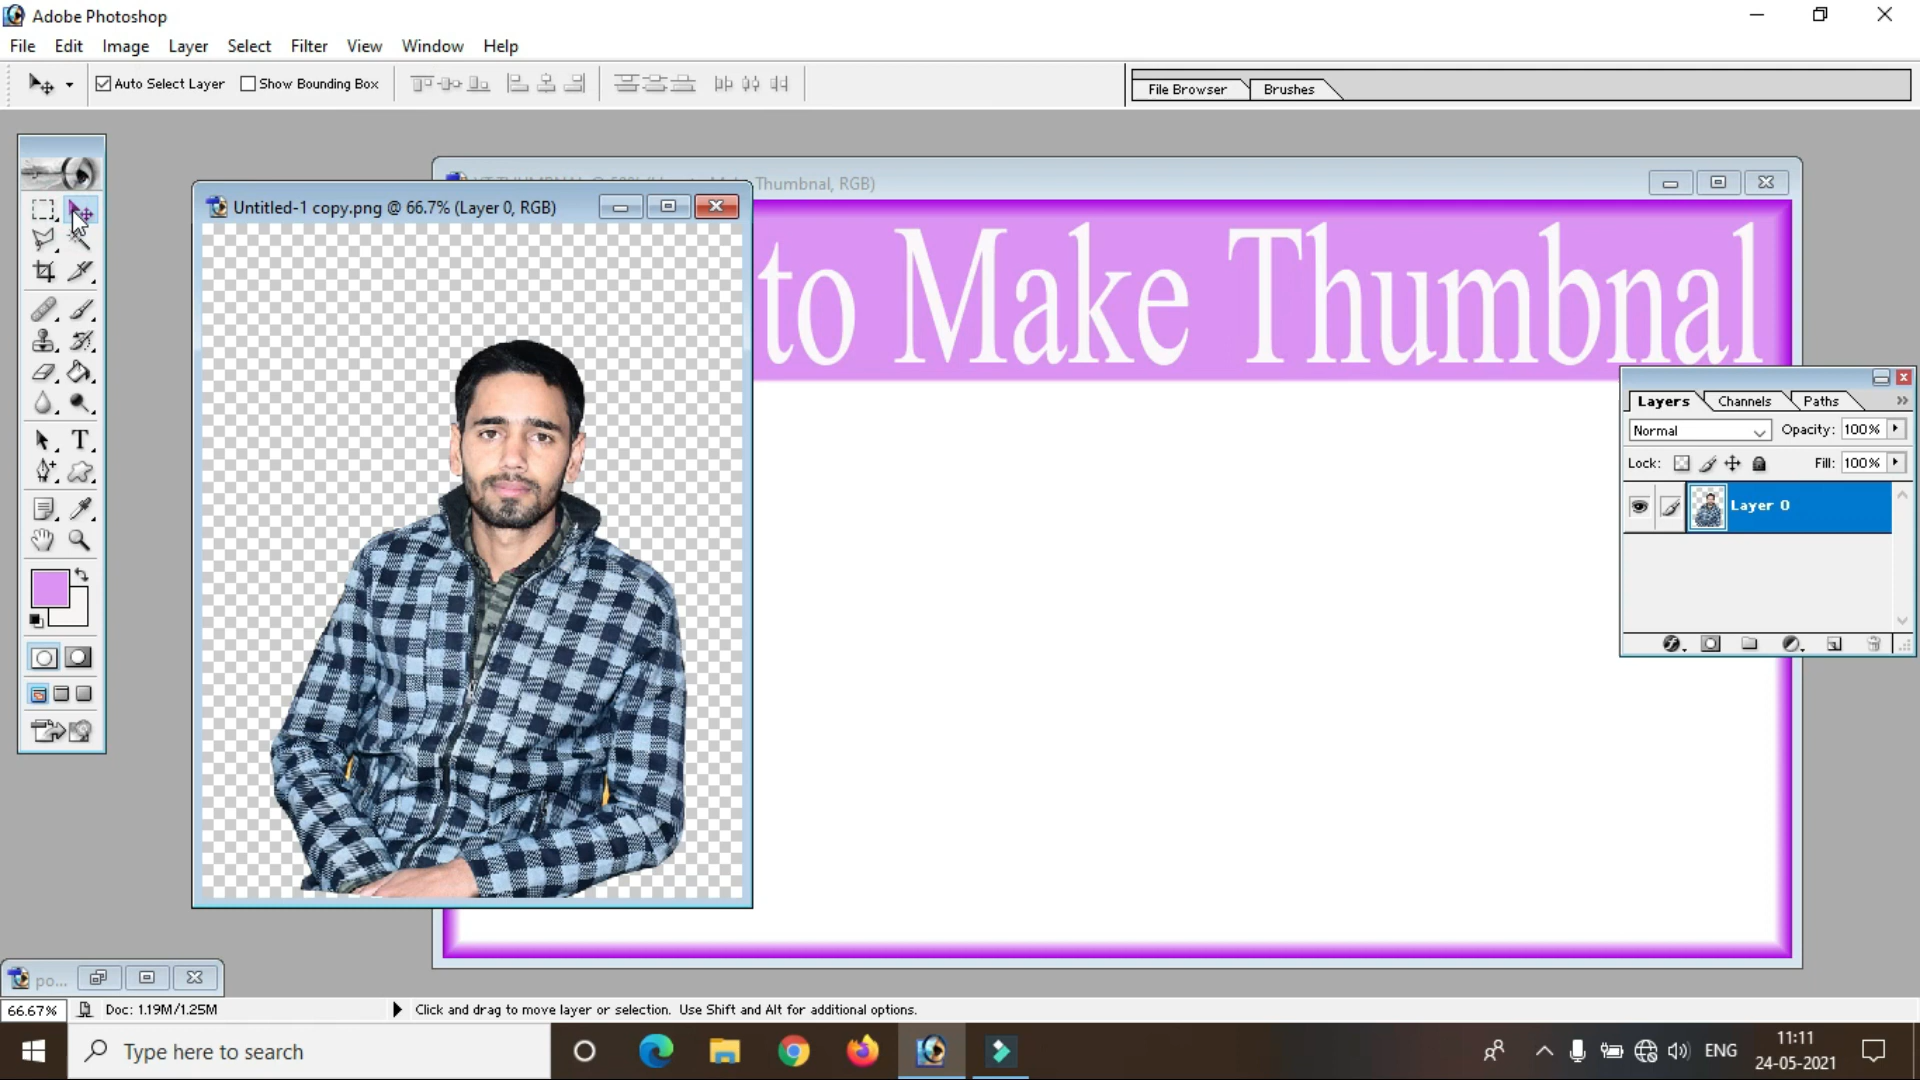 Adobe Photoshop
File Edit Image Layer Select Filter View Window Help
Auto Select Layer Show Bounding Box
File Browser Brushes
Thumbnal, RGB)
Untitled-1 copy.png @ 66.7% (Layer 0, RGB)
to Make Thumbnal
Layers Channels Paths
Normal Opacity: 100%
Lock: Fill: 100%
Layer 0
T
po...
66.67% Doc: 1.19M/1.25M Click and drag to move layer or selection. Use Shift and Alt for additional options.
Type here to search
ENG
11:11
24-05-2021